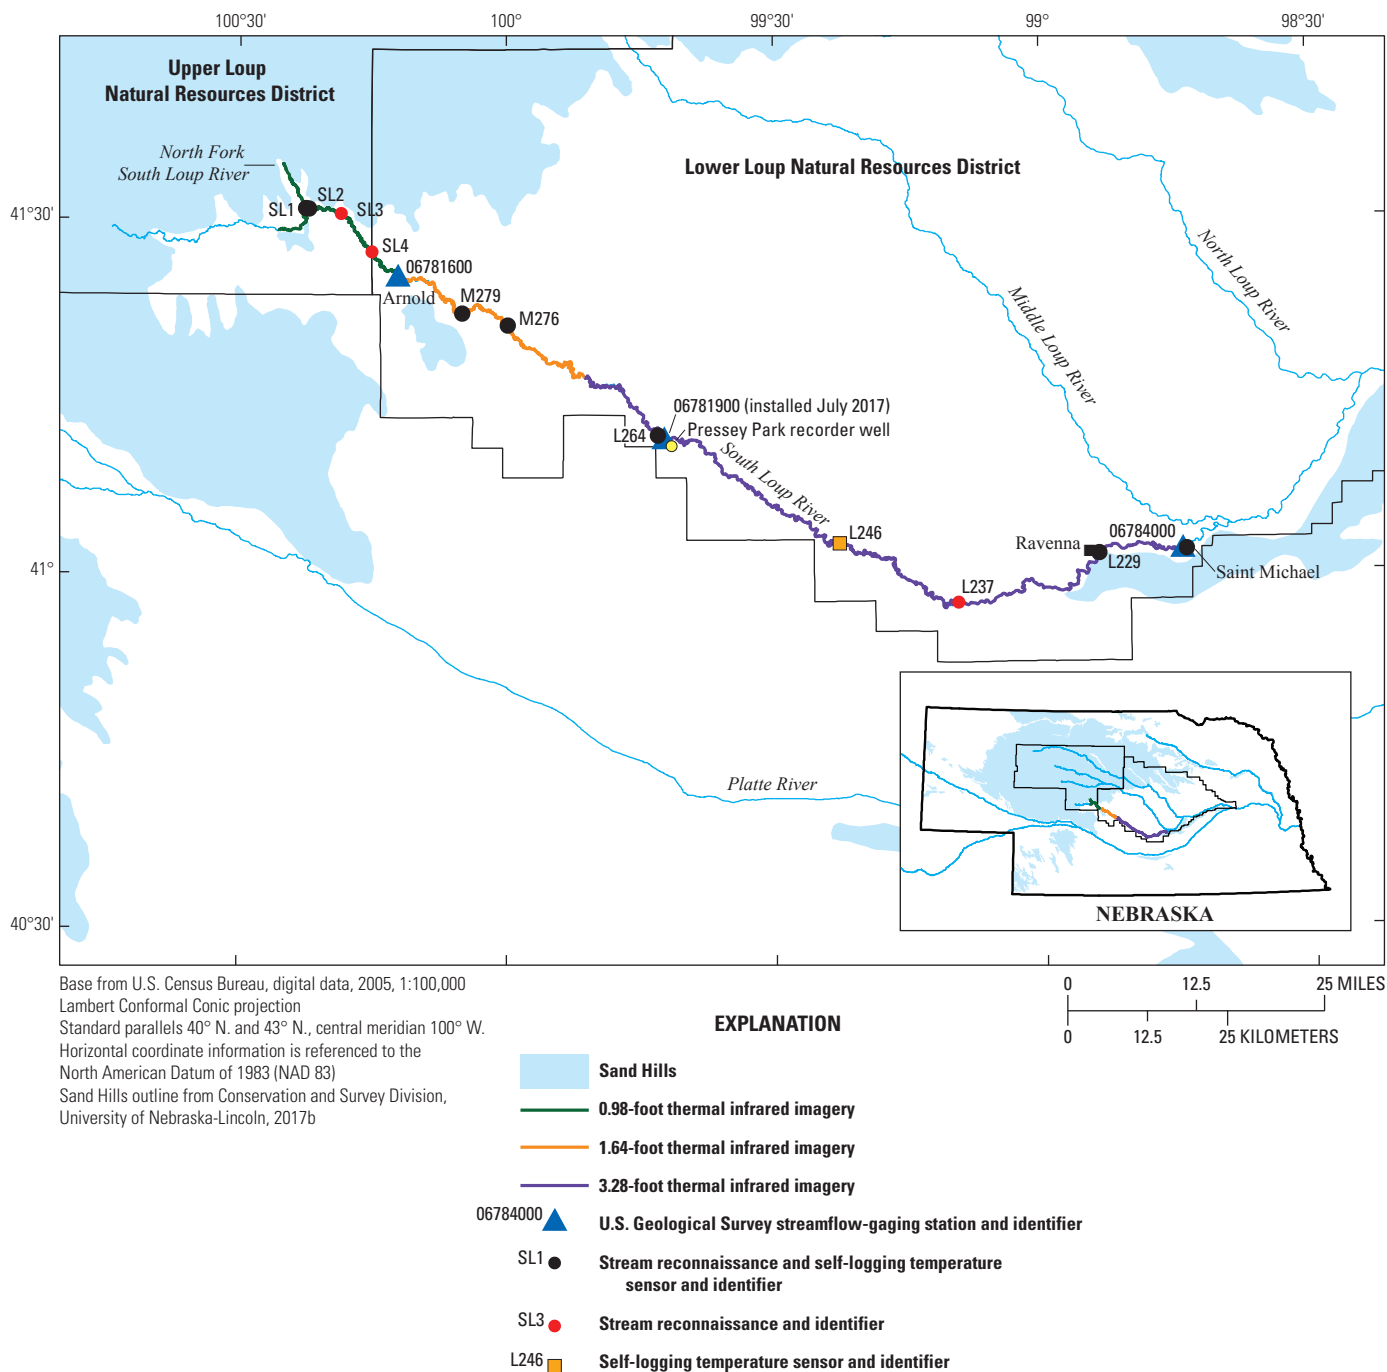 100°30'
100°
99°30'
99°
98°30'
Upper Loup
Natural Resources District
North Fork
South Loup River
Lower Loup Natural Resources District
41°30'
SL1
SL2
SL3
SL4
06781600
Arnold
M279
M276
North Loup River
Middle Loup River
06781900 (installed July 2017)
Pressey Park recorder well
L264
South Loup River
L246
Ravenna
06784000
L229
Saint Michael
41°
L237
Platte River
NEBRASKA
40°30'
Base from U.S. Census Bureau, digital data, 2005, 1:100,000
Lambert Conformal Conic projection
Standard parallels 40° N. and 43° N., central meridian 100° W.
Horizontal coordinate information is referenced to the
North American Datum of 1983 (NAD 83)
Sand Hills outline from Conservation and Survey Division,
University of Nebraska-Lincoln, 2017b
0 12.5 25 MILES
0 12.5 25 KILOMETERS
EXPLANATION
Sand Hills
0.98-foot thermal infrared imagery
1.64-foot thermal infrared imagery
3.28-foot thermal infrared imagery
06784000 U.S. Geological Survey streamflow-gaging station and identifier
SL1 Stream reconnaissance and self-logging temperature
sensor and identifier
SL3 Stream reconnaissance and identifier
L246 Self-logging temperature sensor and identifier